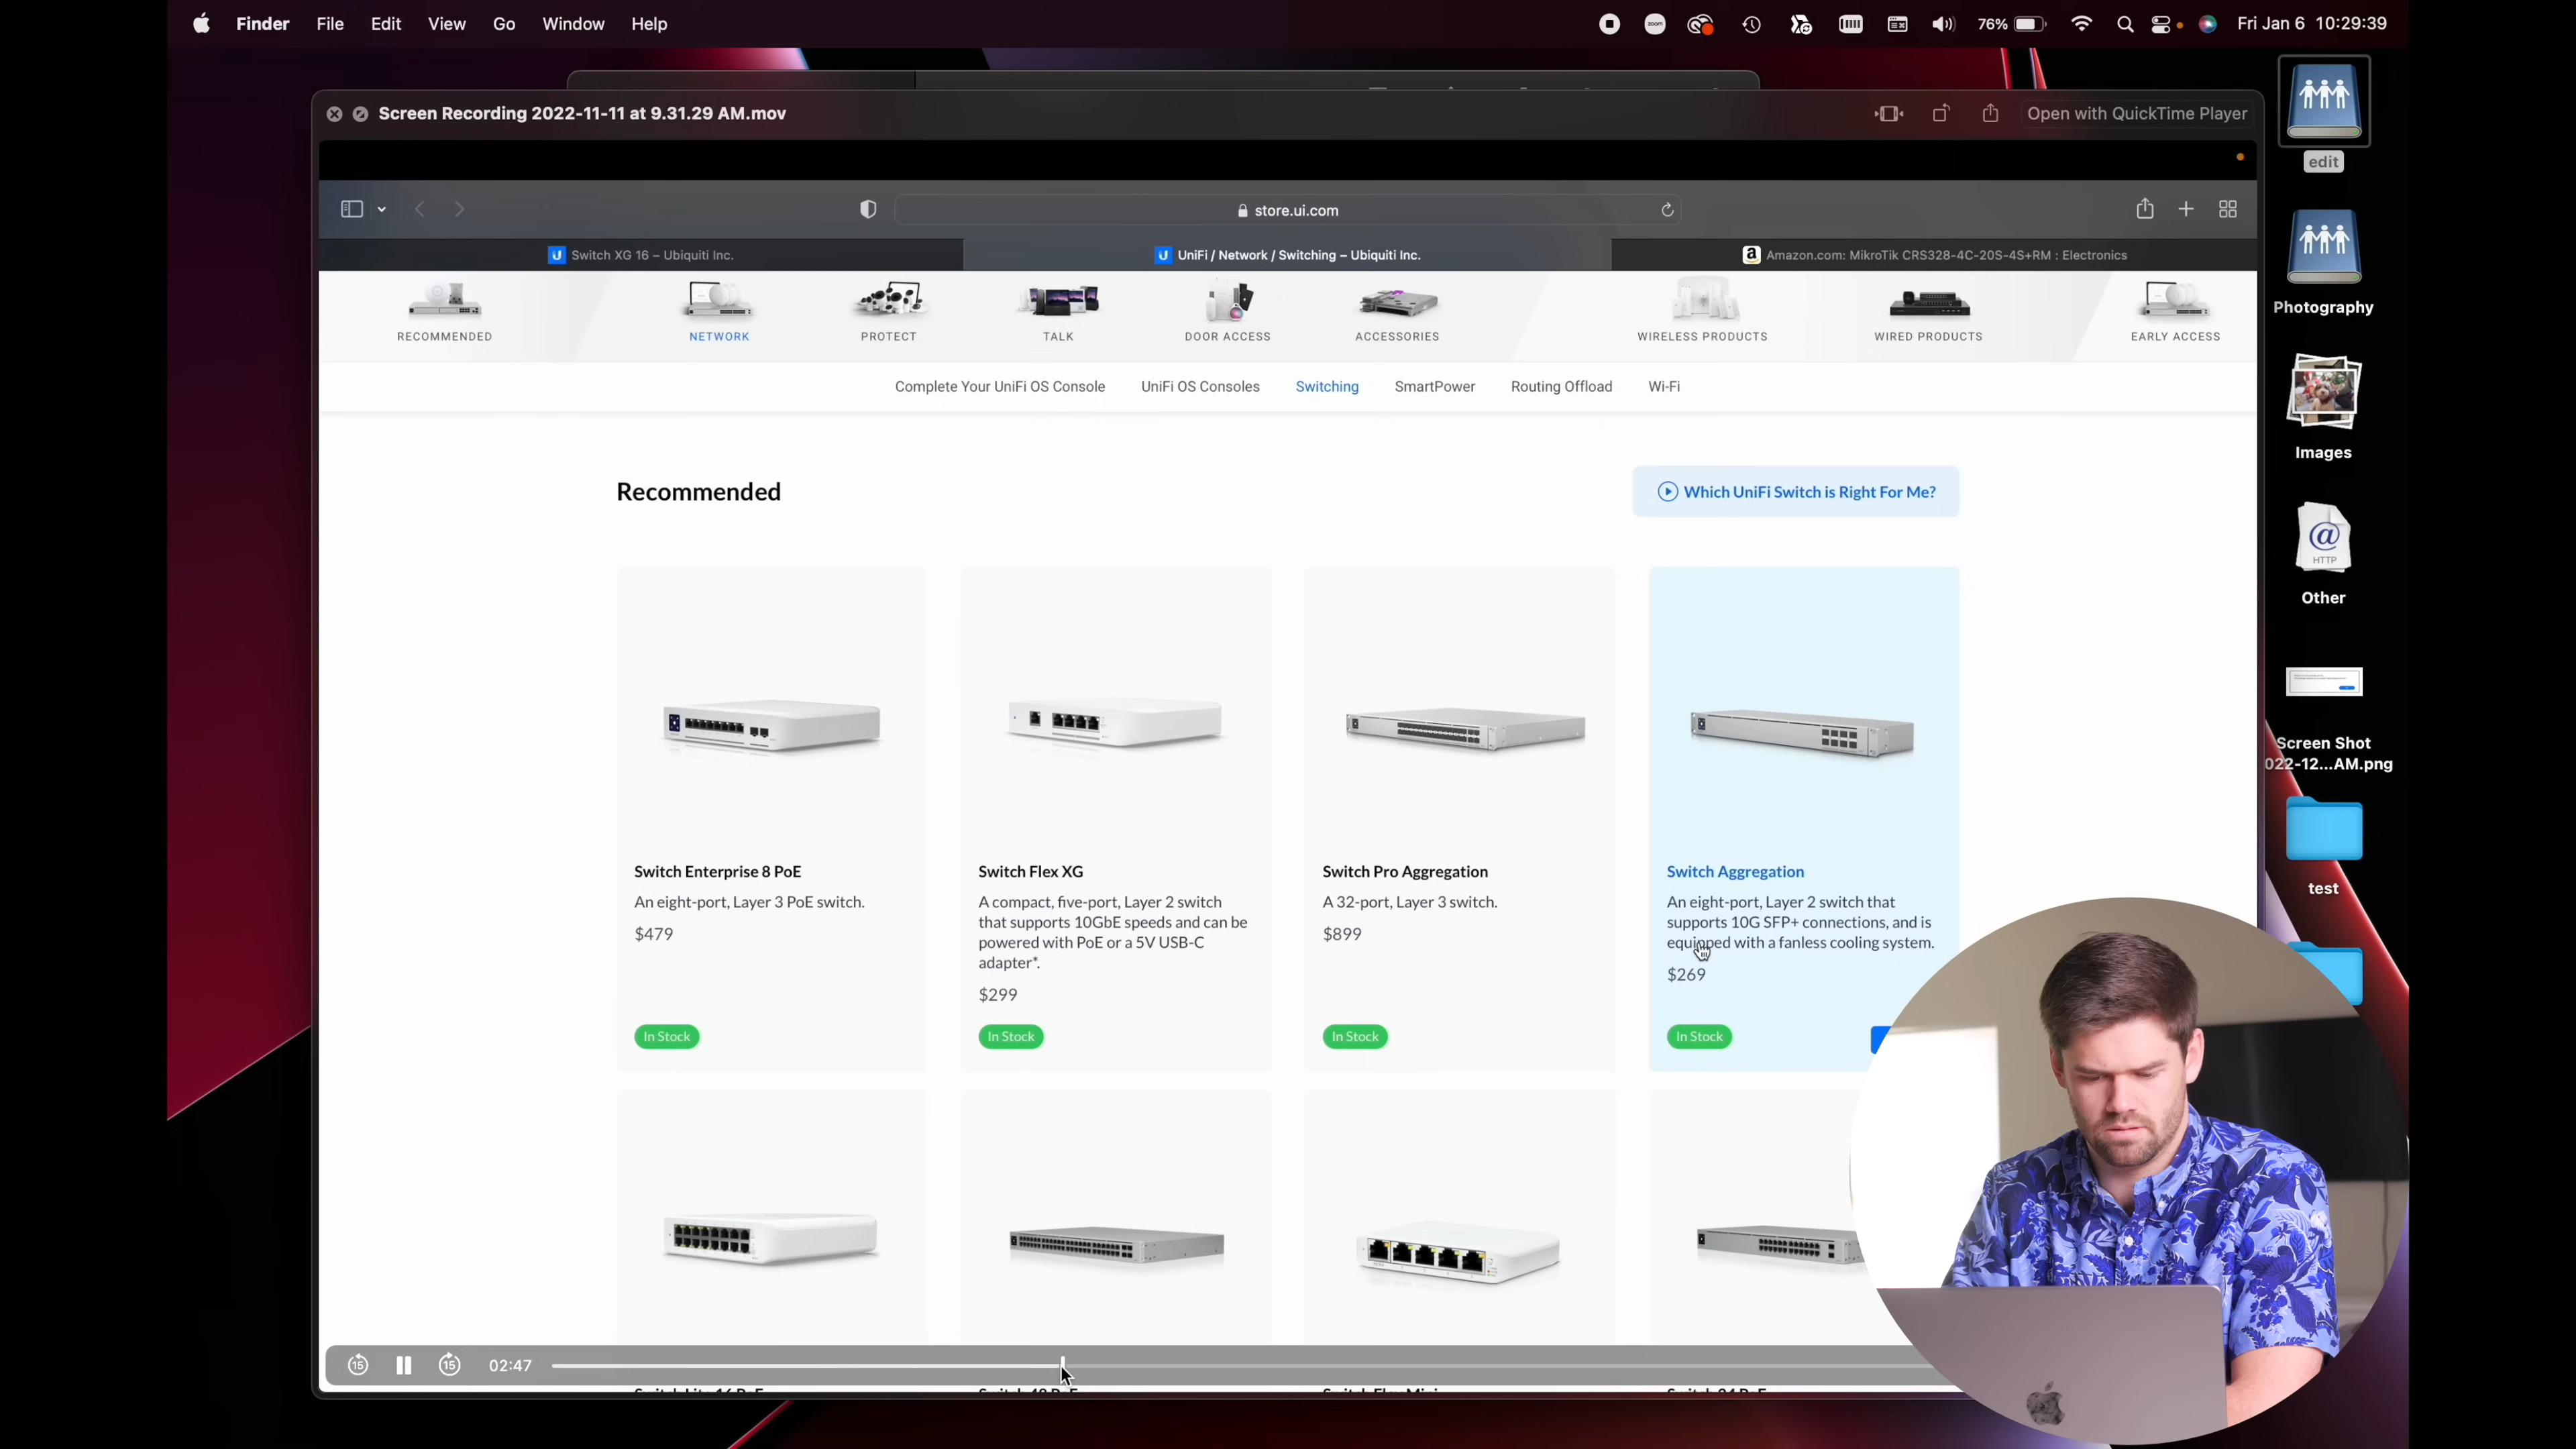 Finder File Edit View Go Window Help
zoom
76%
Fri Jan 6 10:29:39
Screen Recording 2022-11-11 at 9.31.29 AM.mov
Open with QuickTime Player
edit
store.ui.com
Switch XG 16 – Ubiquiti Inc.
UniFi / Network / Switching – Ubiquiti Inc.
Amazon.com: MikroTik CRS328-4C-20S-4S+RM : Electronics
RECOMMENDED
NETWORK
PROTECT
TALK
DOOR ACCESS
ACCESSORIES
WIRELESS PRODUCTS
WIRED PRODUCTS
EARLY ACCESS
Photography
Complete Your UniFi OS Console
UniFi OS Consoles
Switching
SmartPower
Routing Offload
Wi-Fi
Images
Recommended
Which UniFi Switch is Right For Me?
@
HTTP
Other
Screen Shot
022-12...AM.png
test
Switch Enterprise 8 PoE
An eight-port, Layer 3 PoE switch.
$479
In Stock
Switch Flex XG
A compact, five-port, Layer 2 switch
that supports 10GbE speeds and can be
powered with PoE or a 5V USB-C
adapter*.
$299
In Stock
Switch Pro Aggregation
A 32-port, Layer 3 switch.
$899
In Stock
Switch Aggregation
An eight-port, Layer 2 switch that
supports 10G SFP+ connections, and is
equipped with a fanless cooling system.
$269
In Stock
15
15
02:47